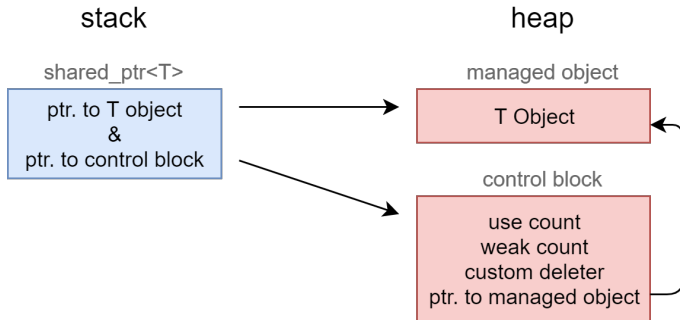 stack
heap
shared_ptr<T>
managed object
ptr. to T object
&
ptr. to control block
T Object
control block
use count
weak count
custom deleter
ptr. to managed object